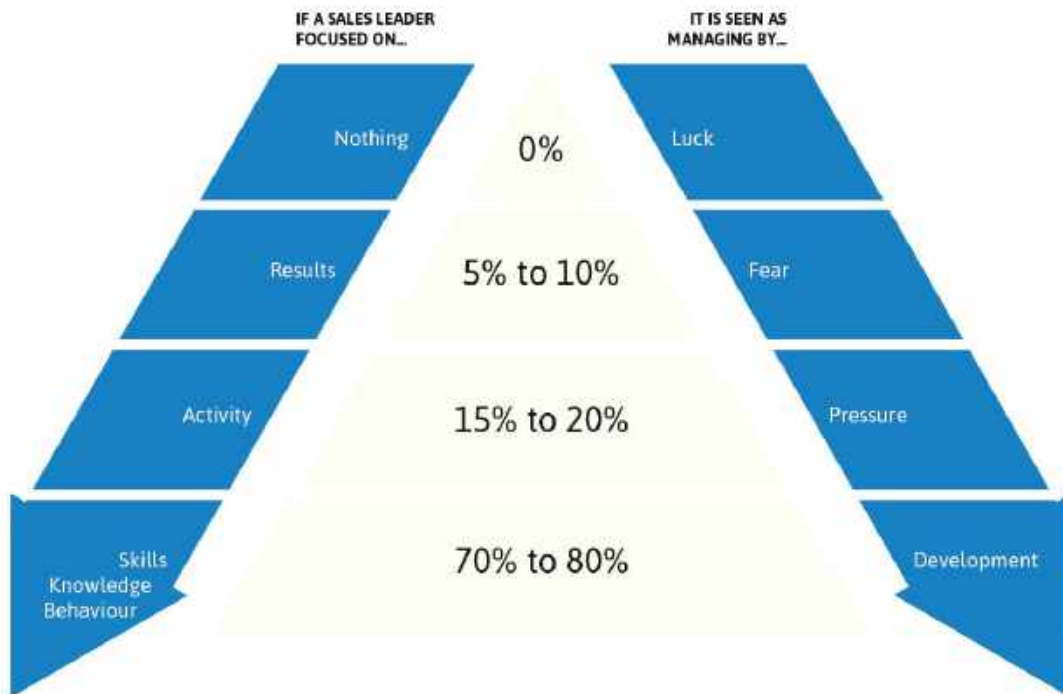 IF A SALES LEADER
FOCUSED ON...
IT IS SEEN AS
MANAGING BY...
Nothing
0%
Luck
Results
5% to 10%
Fear
Activity
15% to 20%
Pressure
Skills
Knowledge
Behaviour
70% to 80%
Development